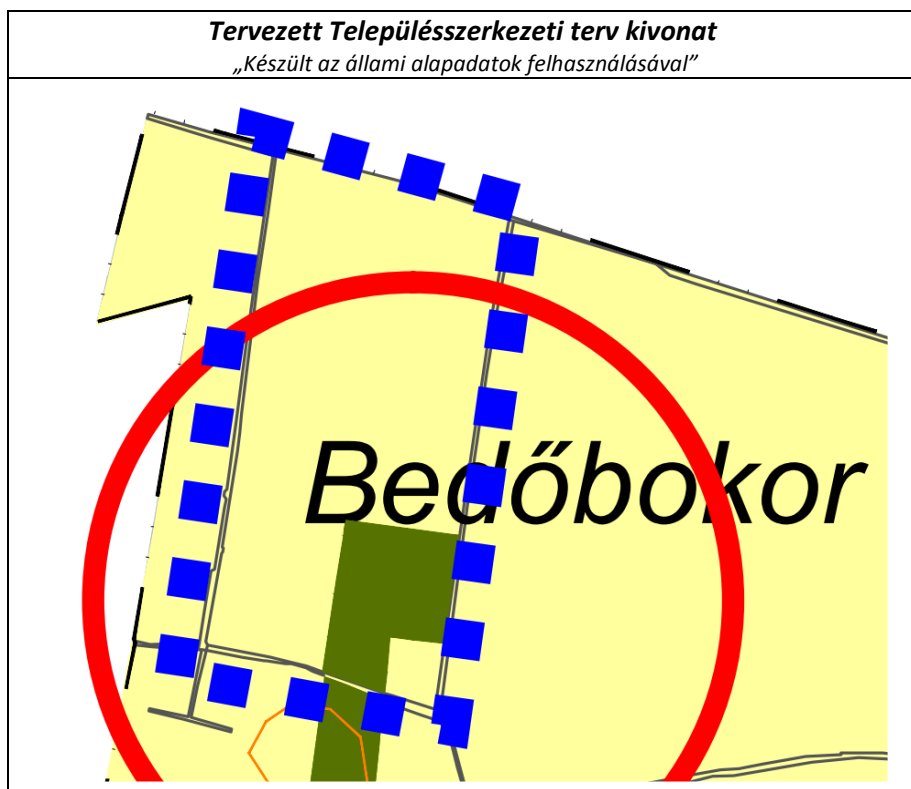 Tervezett Településszerkezeti terv kivonat
„Készült az állami alapadatok felhasználásával”
Bedőbokor